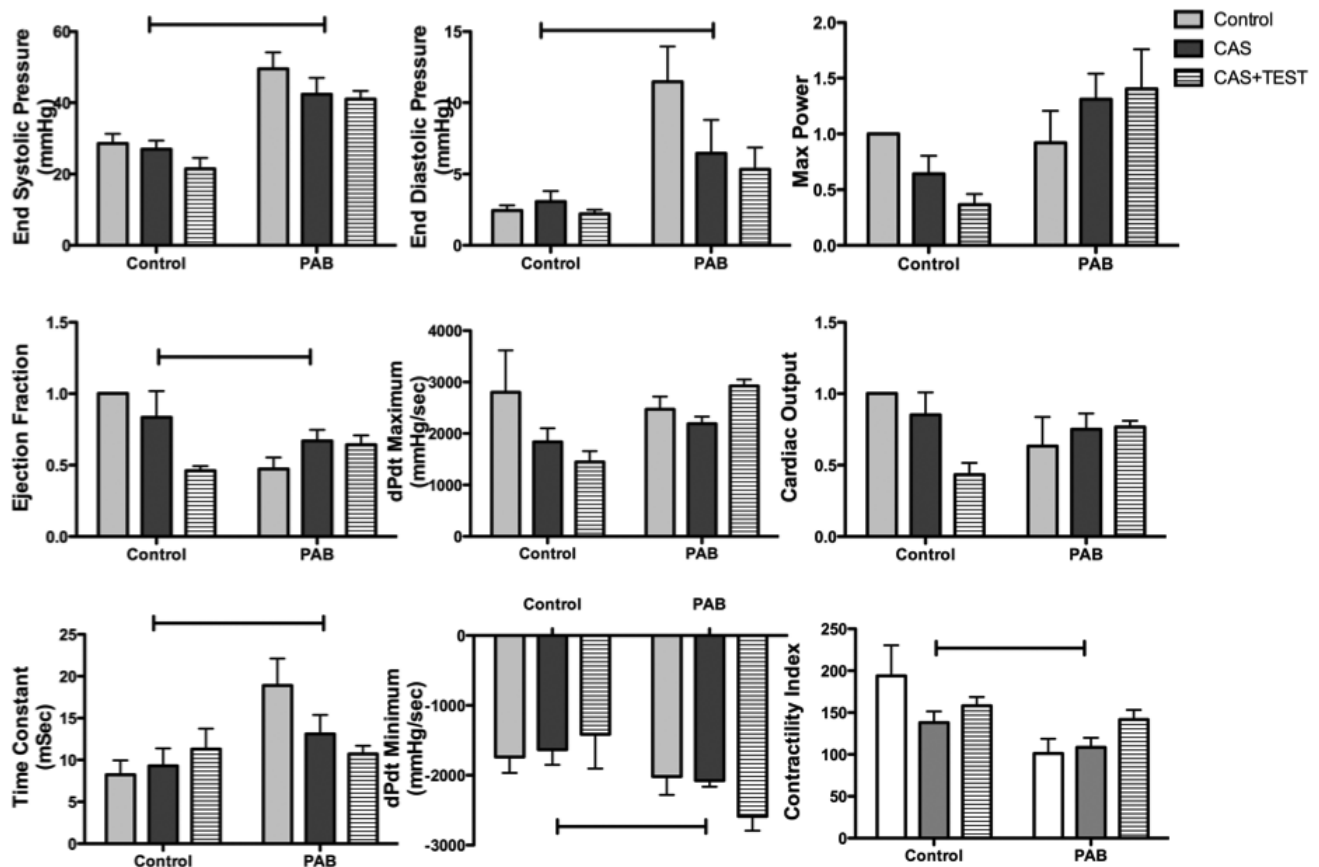 End Systolic Pressure
(mmHg)
60
40
20
0
Control
PAB
End Diastolic Pressure
(mmHg)
15
10
5
0
Control
PAB
Max Power
2.0
1.5
1.0
0.5
0.0
Control
PAB
Control
CAS
CAS+TEST
Ejection Fraction
1.5
1.0
0.5
0.0
Control
PAB
dPdt Maximum
(mmHg/sec)
4000
3000
2000
1000
0
Control
PAB
Cardiac Output
1.5
1.0
0.5
0.0
Control
PAB
Time Constant
(mSec)
25
20
15
10
5
0
Control
PAB
dPdt Minimum
(mmHg/sec)
Control
PAB
0
-1000
-2000
-3000
Contractility Index
250
200
150
100
50
0
Control
PAB